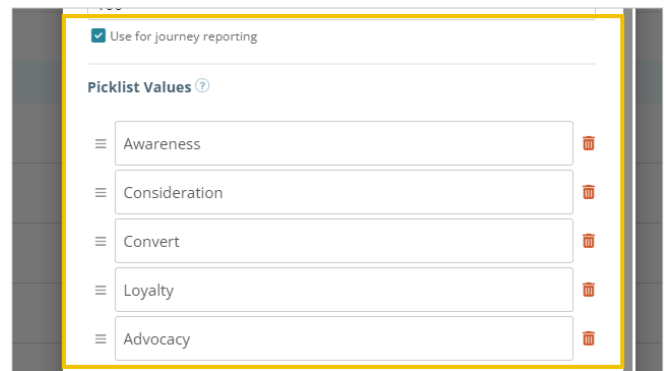 Use for journey reporting
Picklist Values ?
Awareness
Consideration
Convert
Loyalty
Advocacy